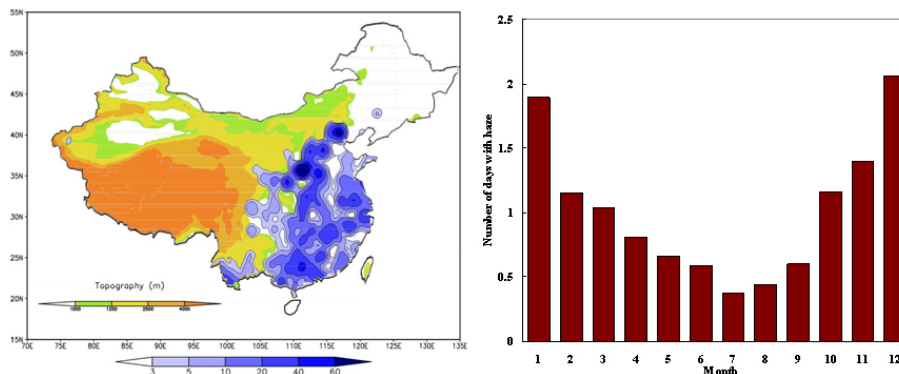 55N
50N
45N
40N
35N
30N
25N
20N
15N
Topography (m)
1000 1250 2500 4000
70E 75E 80E 85E 90E 95E 100E 105E 110E 115E 120E 125E 130E 135E
3 5 10 20 40 60
Number of days with haze
2.5
2
1.5
1
0.5
0
1 2 3 4 5 6 7 8 9 10 11 12
Month